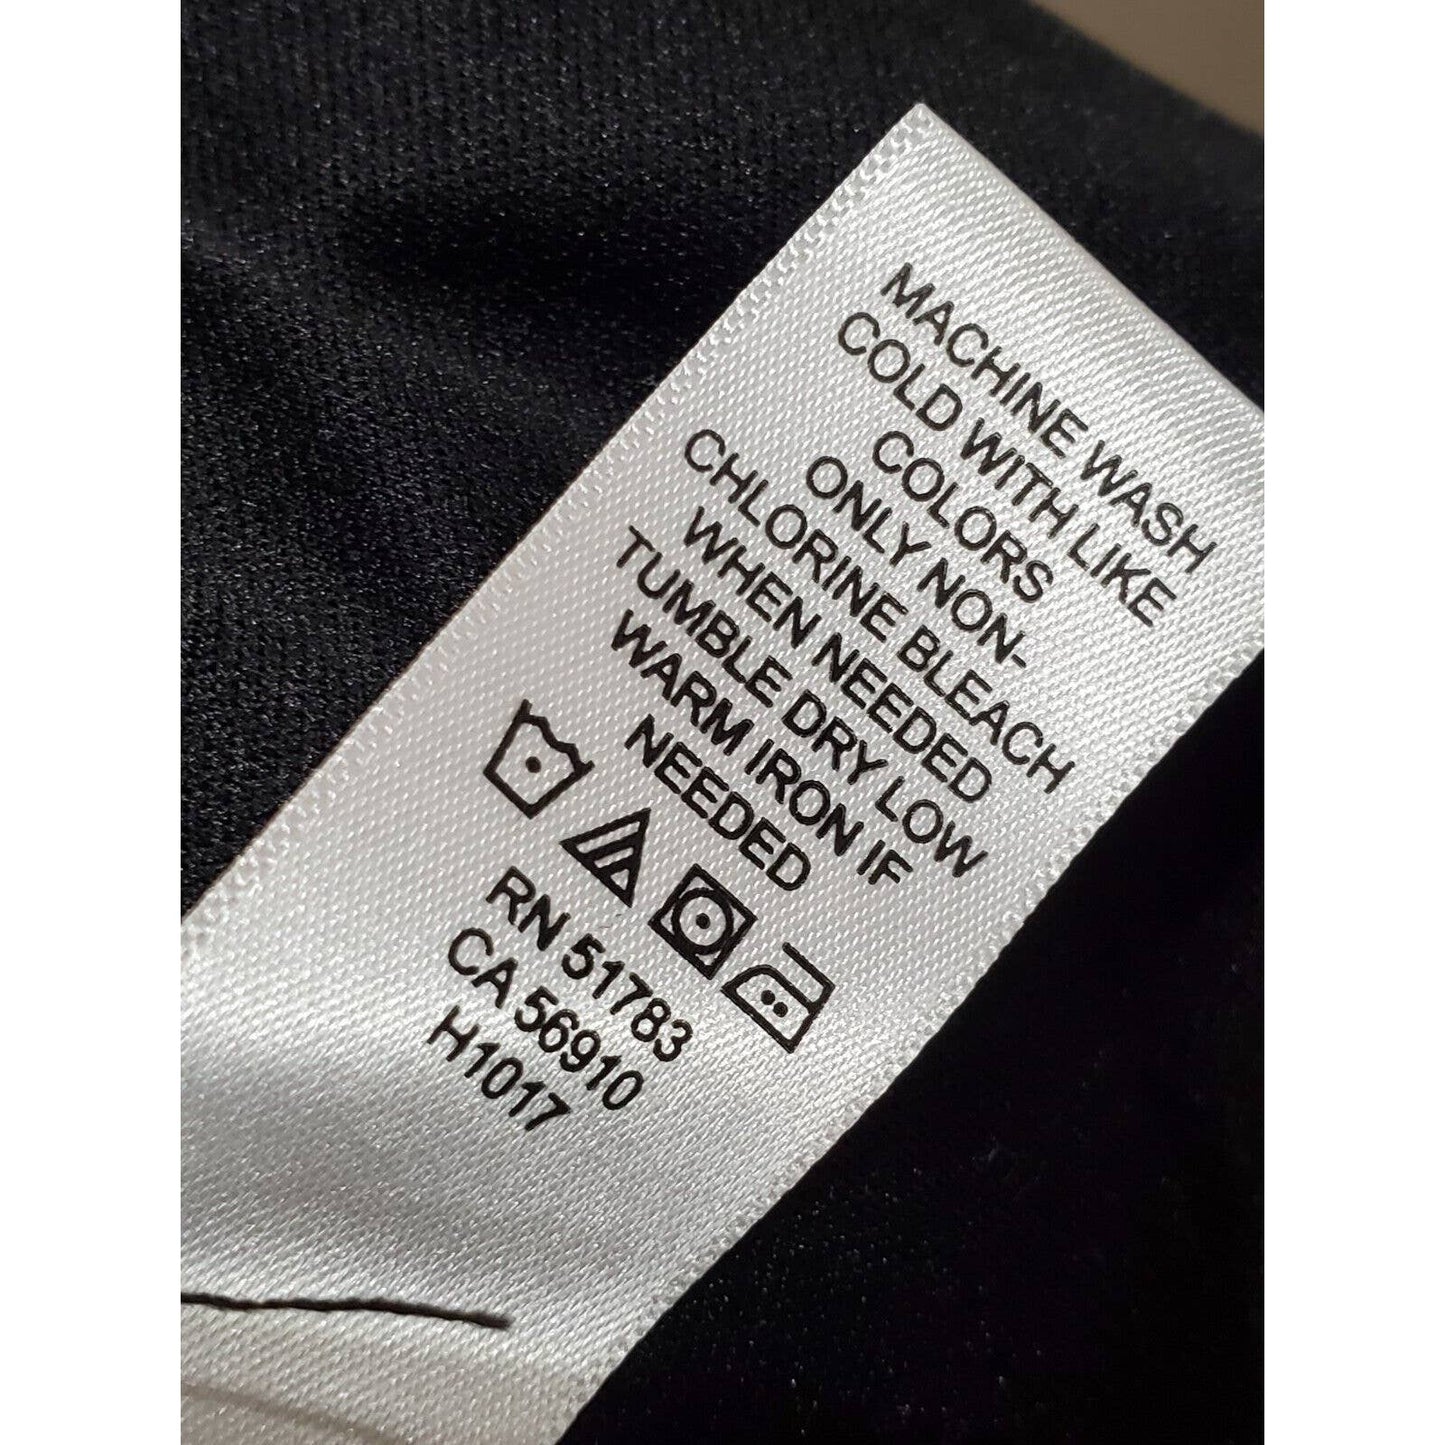 MACHINE WASH
COLD WITH LIKE
COLORS
ONLY NON-
CHLORINE BLEACH
WHEN NEEDED
TUMBLE DRY LOW
WARM IRON IF
NEEDED
RN 51783
CA 56910
H1017